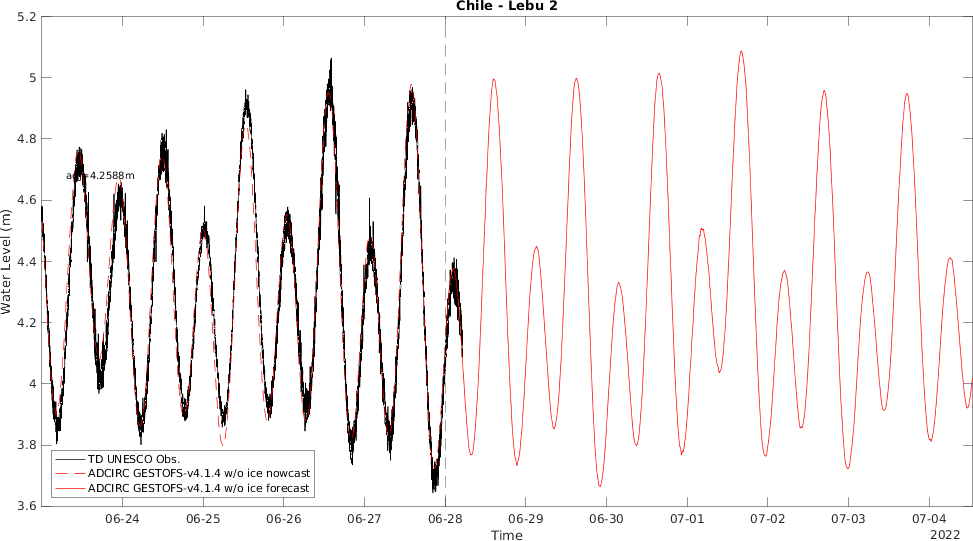 Chile - Lebu 2
5.2
5
4.8
4.6
4.4
4.2
4
3.8
3.6
Water Level (m)
=4.2588m
TD UNESCO Obs.
ADCIRC GESTOFS-v4.1.4 w/o ice nowcast
ADCIRC GESTOFS-v4.1.4 w/o ice forecast
06-24 06-25 06-26 06-27 06-28 06-29 06-30 07-01 07-02 07-03 07-04
Time
2022